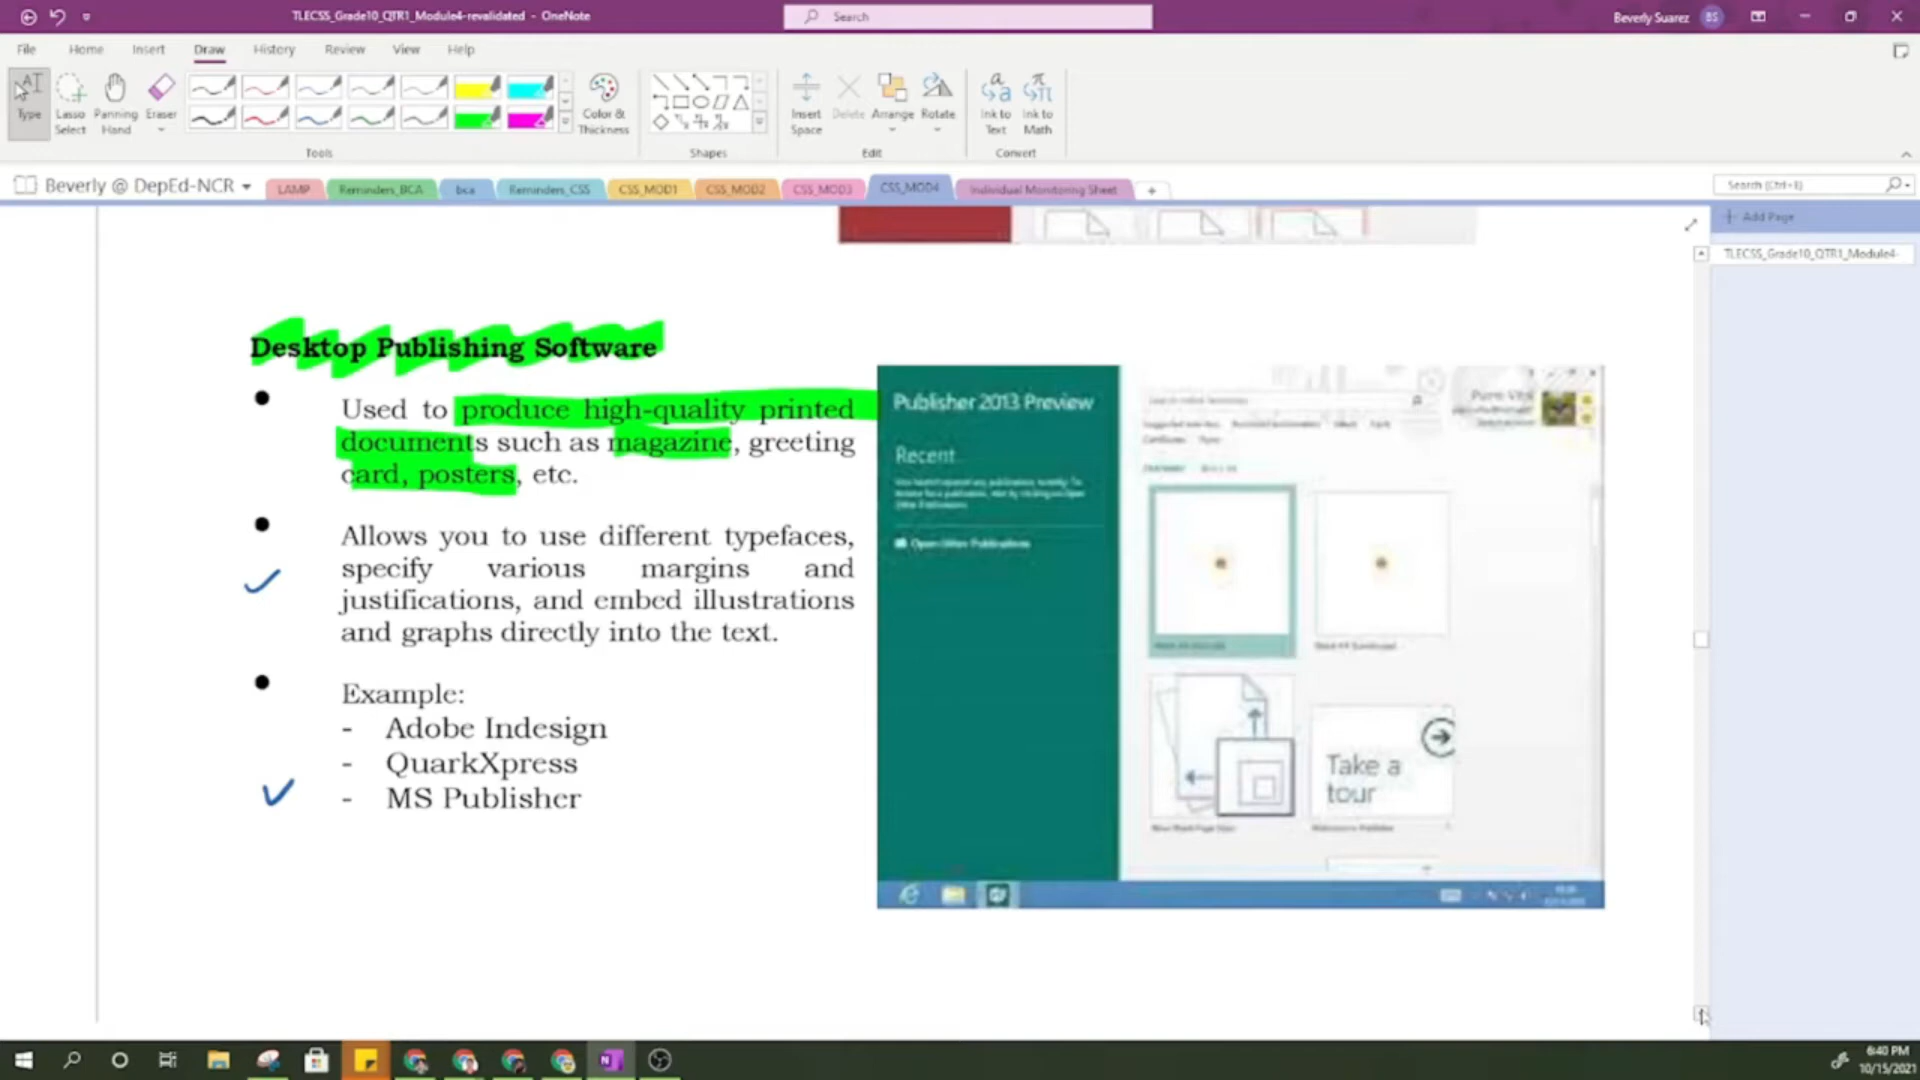 TLECSS_Grade10_QTR1_Module4-revalidated - OneNote
Search
Beverly Suarez
BS
File Home Insert Draw History Review View Help
Type
Lasso Select
Panning Hand
Eraser
Color & Thickness
Insert Space
Delete
Arrange
Rotate
Ink to Text
Ink to Math
Tools
Shapes
Edit
Convert
Beverly @ DepEd-NCR
LAMP
Reminders_BCA
bca
Reminders_CSS
CSS_MOD1
CSS_MOD2
CSS_MOD3
CSS_MOD4
Individual Monitoring Sheet
Search (Ctrl+E)
Add Page
TLECSS_Grade10_QTR1_Module4-
Desktop Publishing Software
Used to produce high-quality printed
documents such as magazine, greeting
card, posters, etc.
Allows you to use different typefaces,
specify various margins and
justifications, and embed illustrations
and graphs directly into the text.
Example:
- Adobe Indesign
- QuarkXpress
- MS Publisher
Publisher 2013 Preview
Recent
Open Other Publications
Take a
tour
6:40 PM
10/15/2021